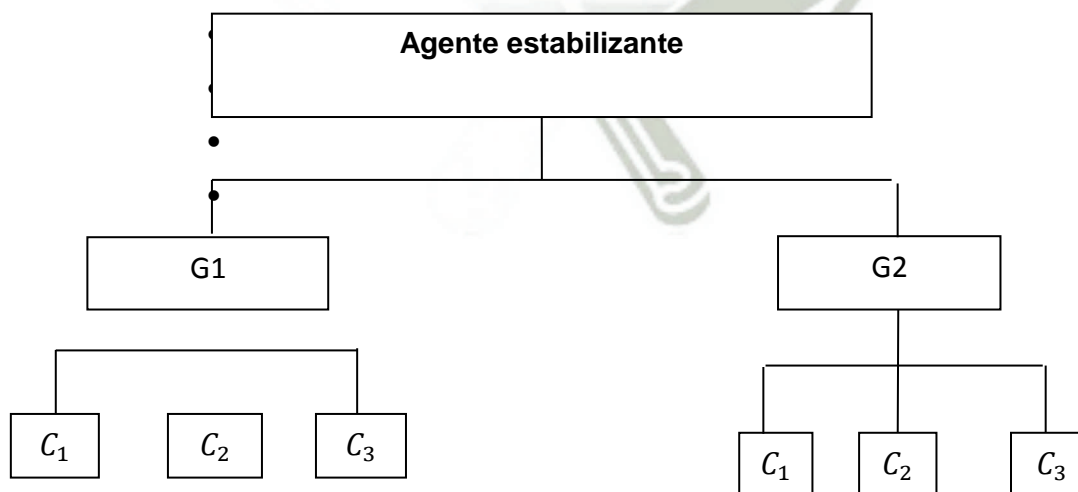 Agente estabilizante
G1 G2
C₁ C₂ C₃ C₁ C₂ C₃